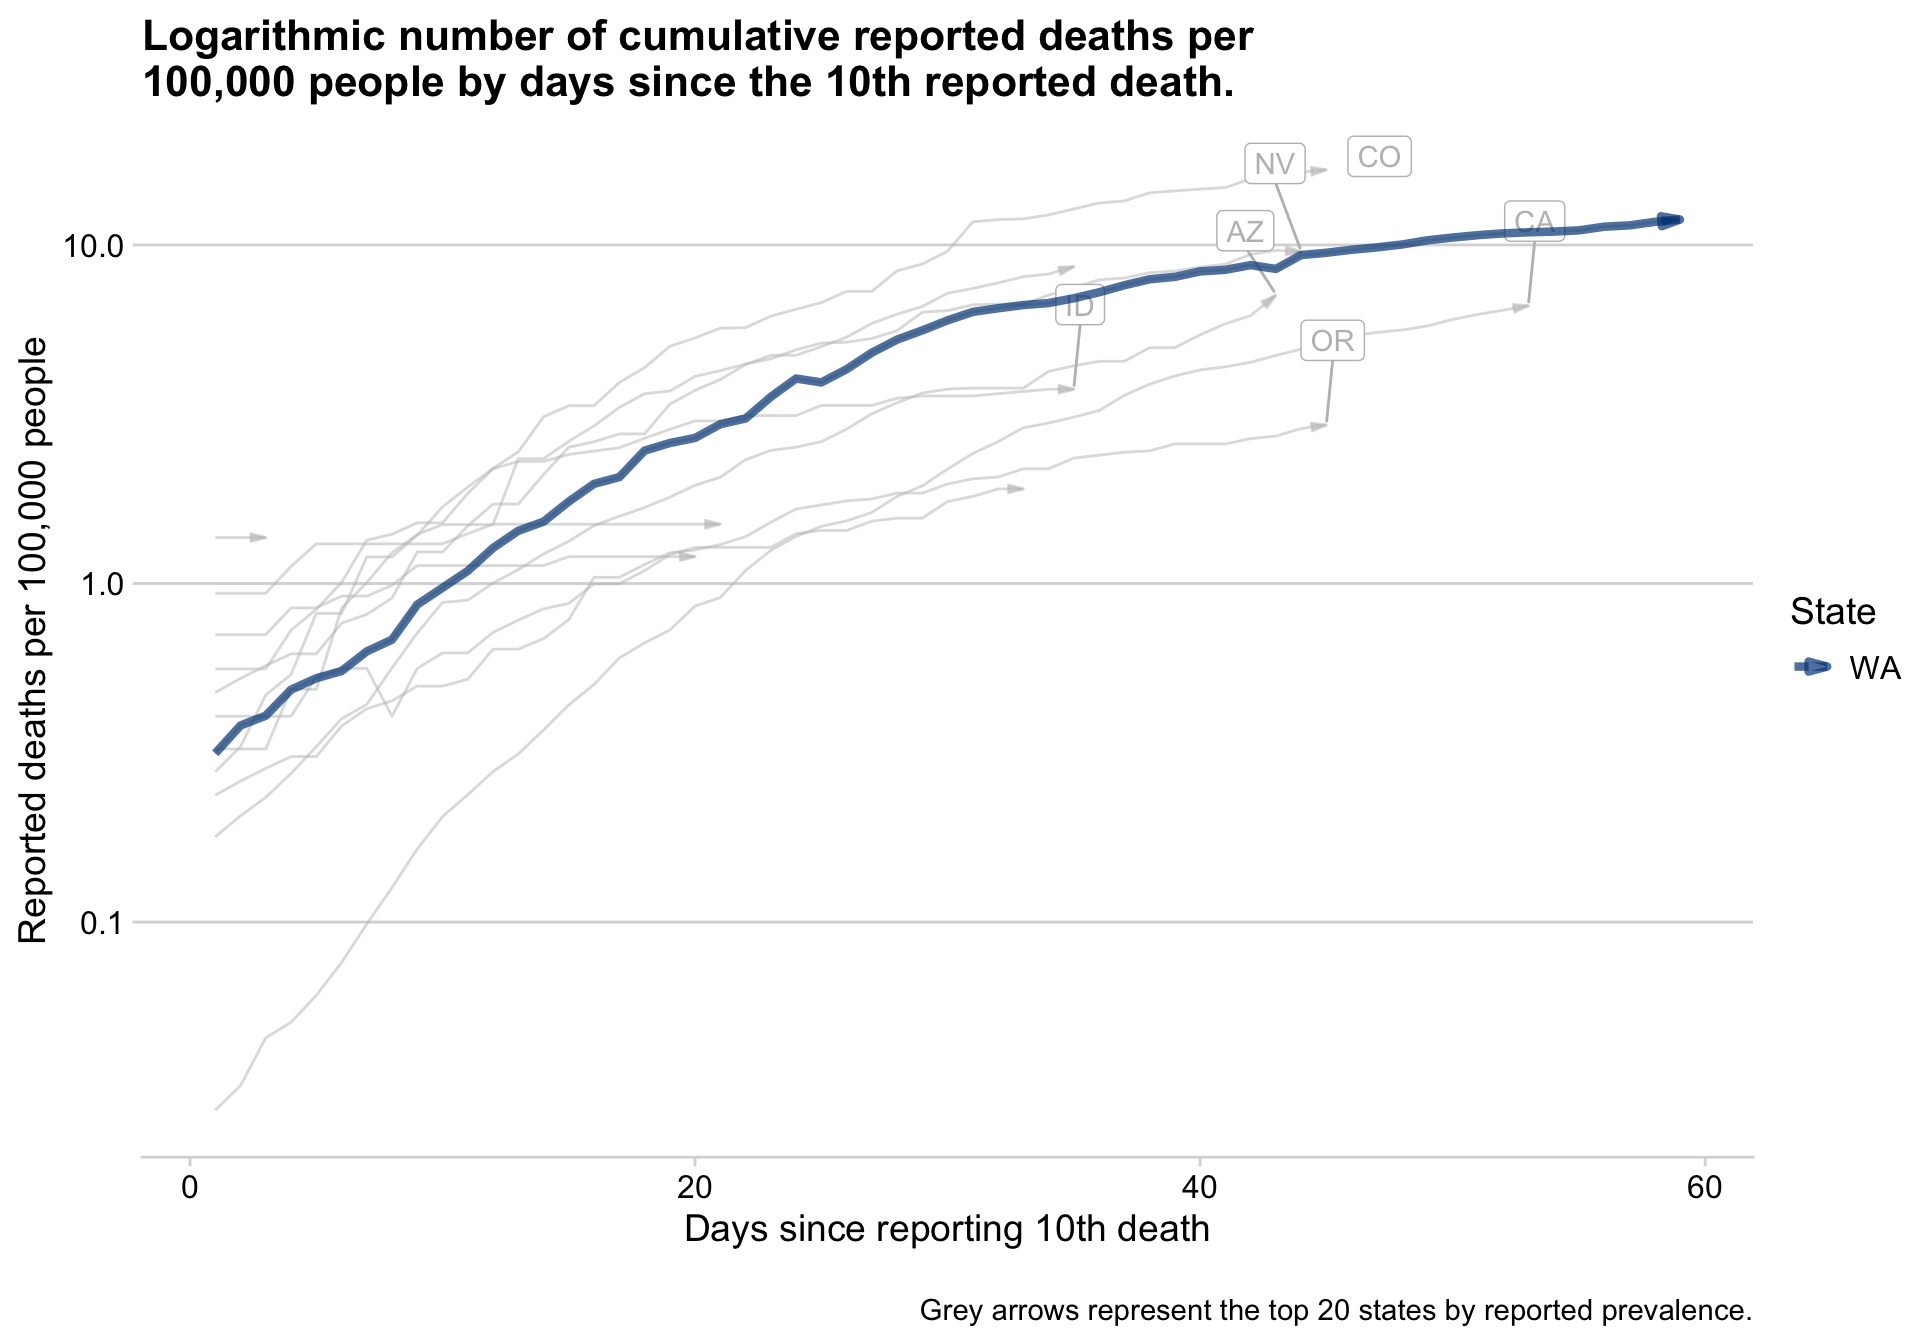 Logarithmic number of cumulative reported deaths per
100,000 people by days since the 10th reported death.
NV
CO
AZ
CA
ID
OR
10.0
1.0
0.1
Reported deaths per 100,000 people
0
20
40
60
Days since reporting 10th death
State
WA
Grey arrows represent the top 20 states by reported prevalence.